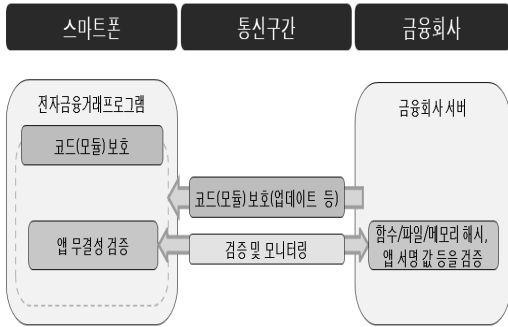 스마트폰
통신구간
금융회사
전자금융거래프로그램
코드(모듈) 보호
앱 무결성 검증
코드(모듈) 보호(업데이트 등)
검증 및 모니터링
금융회사 서버
함수/파일/메모리 해서,
앱 서명 값 등을 검증